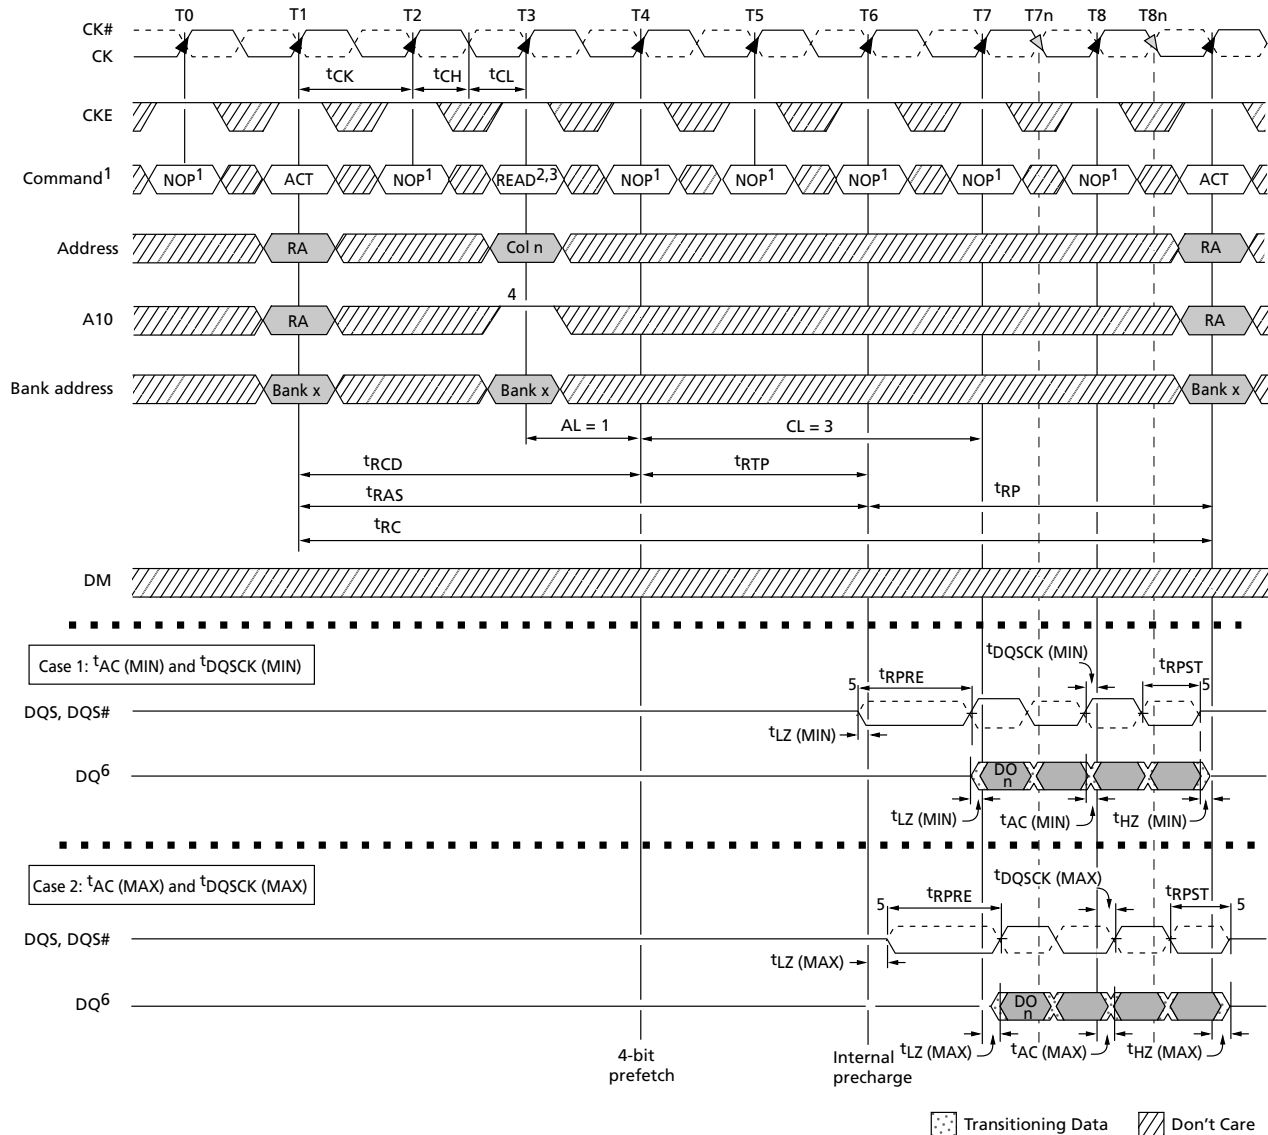 T0 T1 T2 T3 T4 T5 T6 T7 T7n T8 T8n
CK#
CK
tCK tCH tCL
CKE
Command1 NOP1 ACT NOP1 READ2,3 NOP1 NOP1 NOP1 NOP1 NOP1 ACT
Address RA Col n RA
4
A10 RA RA
Bank address Bank x Bank x Bank x
AL = 1 CL = 3
tRCD tRTP
tRAS tRP
tRC
DM
Case 1: tAC (MIN) and tDQSCK (MIN)
tDQSCK (MIN)
5 tRPRE tRPST 5
DQS, DQS#
tLZ (MIN)
DQ6 DO
n
tLZ (MIN) tAC (MIN) tHZ (MIN)
Case 2: tAC (MAX) and tDQSCK (MAX)
tDQSCK (MAX)
5 tRPRE tRPST 5
DQS, DQS#
tLZ (MAX)
DQ6 DO
n
tLZ (MAX) tAC (MAX) tHZ (MAX)
4-bit
prefetch
Internal
precharge
Transitioning Data Don't Care